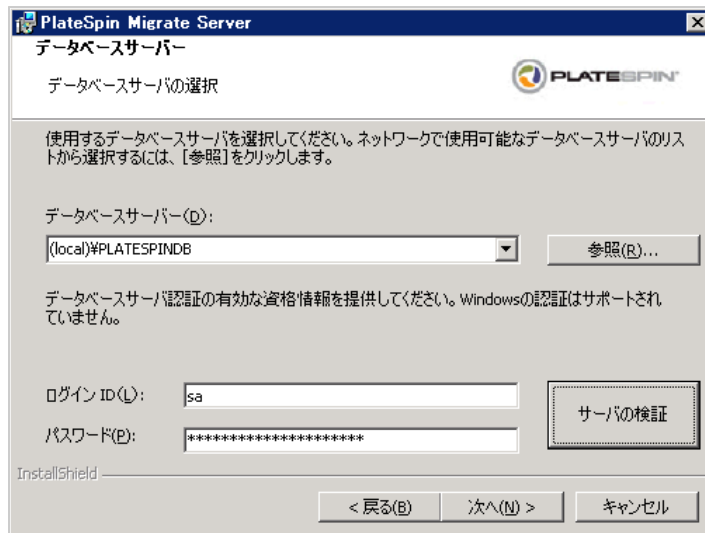 PlateSpin Migrate Server
データベースサーバー
データベースサーバの選択
PLATESPIN
使用するデータベースサーバを選択してください。ネットワークで使用可能なデータベースサーバのリス
トから選択するには、[参照]をクリックします。
データベースサーバー(D):
(local)¥PLATESPINDB
参照(R)...
データベースサーバ認証の有効な資格情報を提供してください。Windowsの認証はサポートされ
ていません。
ログイン ID(L):
sa
サーバの検証
パスワード(P):
*********************
InstallShield
< 戻る(B)
次へ(N) >
キャンセル